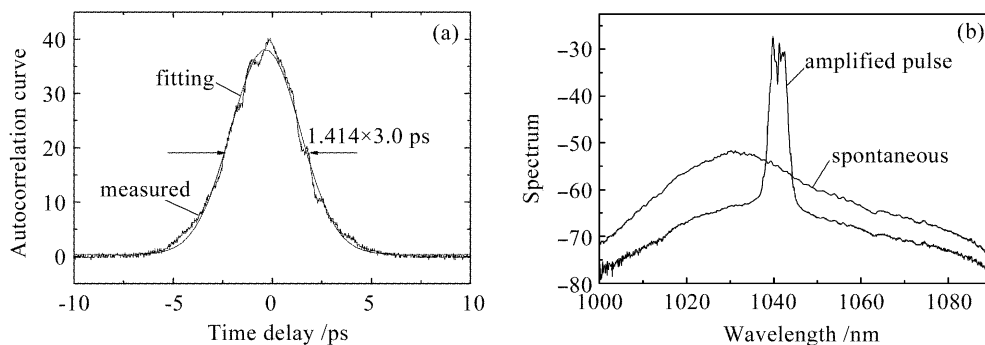 (a)
Autocorrelation curve
40
30
20
10
0
fitting
1.414×3.0 ps
measured
-10
-5
0
5
10
Time delay /ps
(b)
Spectrum
−30
−40
−50
−60
−70
−80
amplified pulse
spontaneous
1000
1020
1040
1060
1080
Wavelength /nm